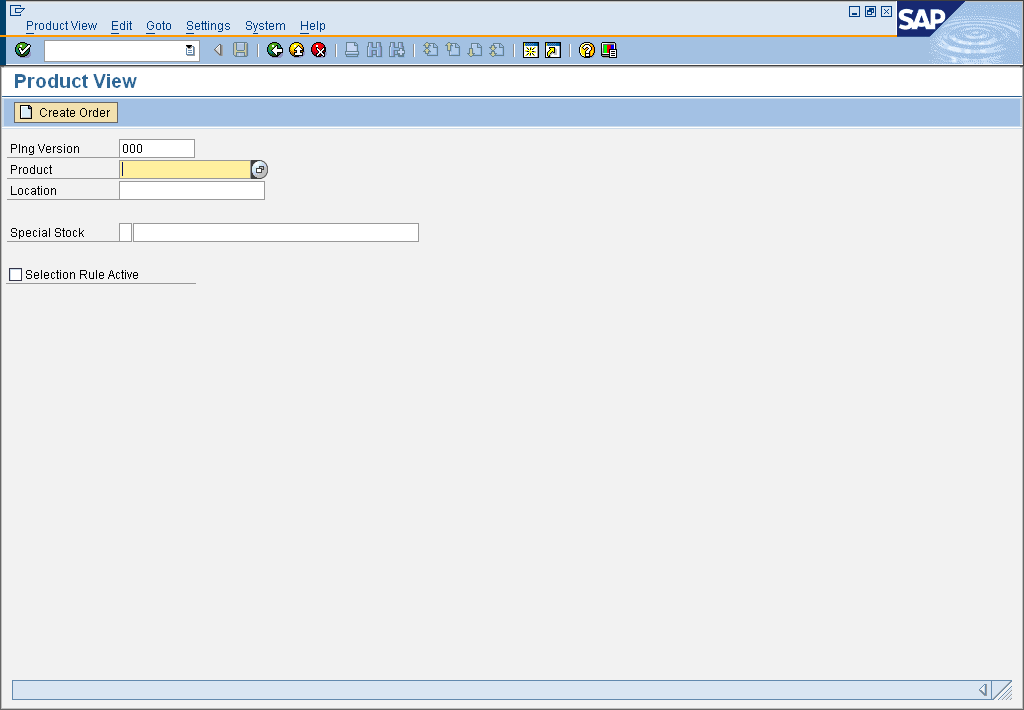 Product View Edit Goto Settings System Help
SAP
Product View
Create Order
Plng Version 000
Product
Location
Special Stock
Selection Rule Active